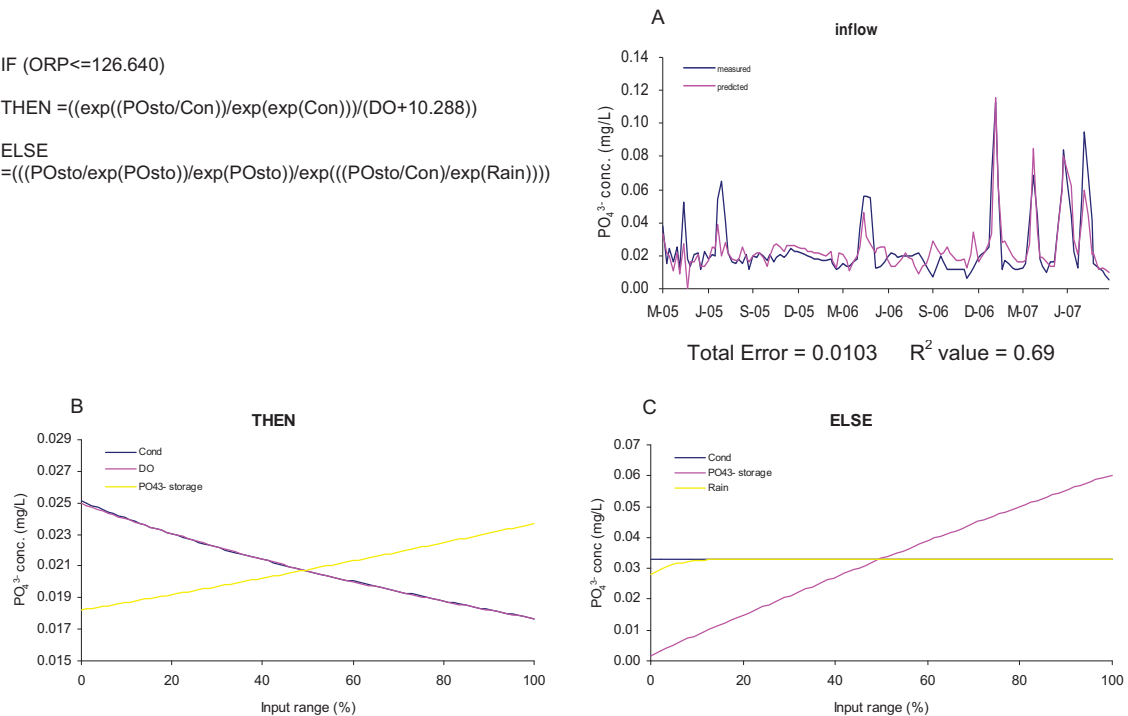 IF (ORP<=126.640)
THEN =((exp((POsto/Con))/exp(exp(Con)))/(DO+10.288))
ELSE
=(((POsto/exp(POsto))/exp(POsto))/exp(((POsto/Con)/exp(Rain))))
A
inflow
PO₄³⁻ conc. (mg/L)
0.14
0.12
0.10
0.08
0.06
0.04
0.02
0.00
measured
predicted
M-05 J-05 S-05 D-05 M-06 J-06 S-06 D-06 M-07 J-07
Total Error = 0.0103 R² value = 0.69
B
THEN
PO₄³⁻ conc. (mg/L)
0.029
0.027
0.025
0.023
0.021
0.019
0.017
0.015
Cond
DO
PO43- storage
0 20 40 60 80 100
Input range (%)
C
ELSE
PO₄³⁻ conc (mg/L)
0.07
0.06
0.05
0.04
0.03
0.02
0.01
0.00
Cond
PO43- storage
Rain
0 20 40 60 80 100
Input range (%)